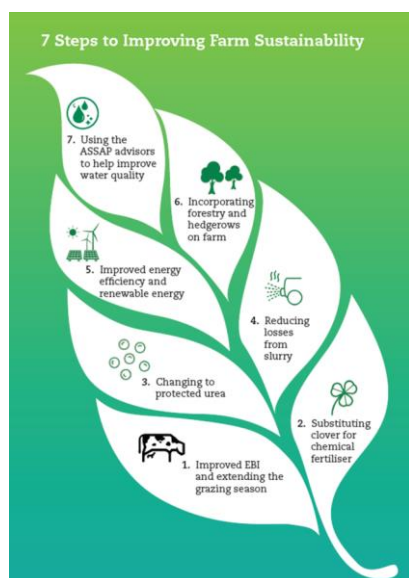 7 Steps to Improving Farm Sustainability
7. Using the
ASSAP advisors
to help improve
water quality
6. Incorporating
forestry and
hedgerows
on farm
5. Improved energy
efficiency and
renewable energy
4. Reducing
losses
from
slurry
3. Changing to
protected urea
2. Substituting
clover for
chemical
fertiliser
1. Improved EBI
and extending the
grazing season